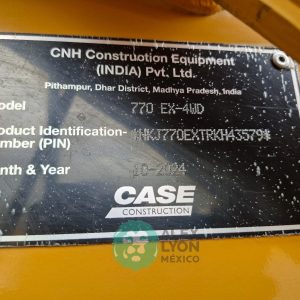 CNH Construction Equipment
(INDIA) Pvt. Ltd.
Pithampur, Dhar District, Madhya Pradesh, India
odel 770 EX-4WD
oduct Identification-
mber (PIN) *HKJ770EXTRKH43579*
nth & Year 10-2024
CASE
CONSTRUCTION
ALEX
LYON
MÉXICO